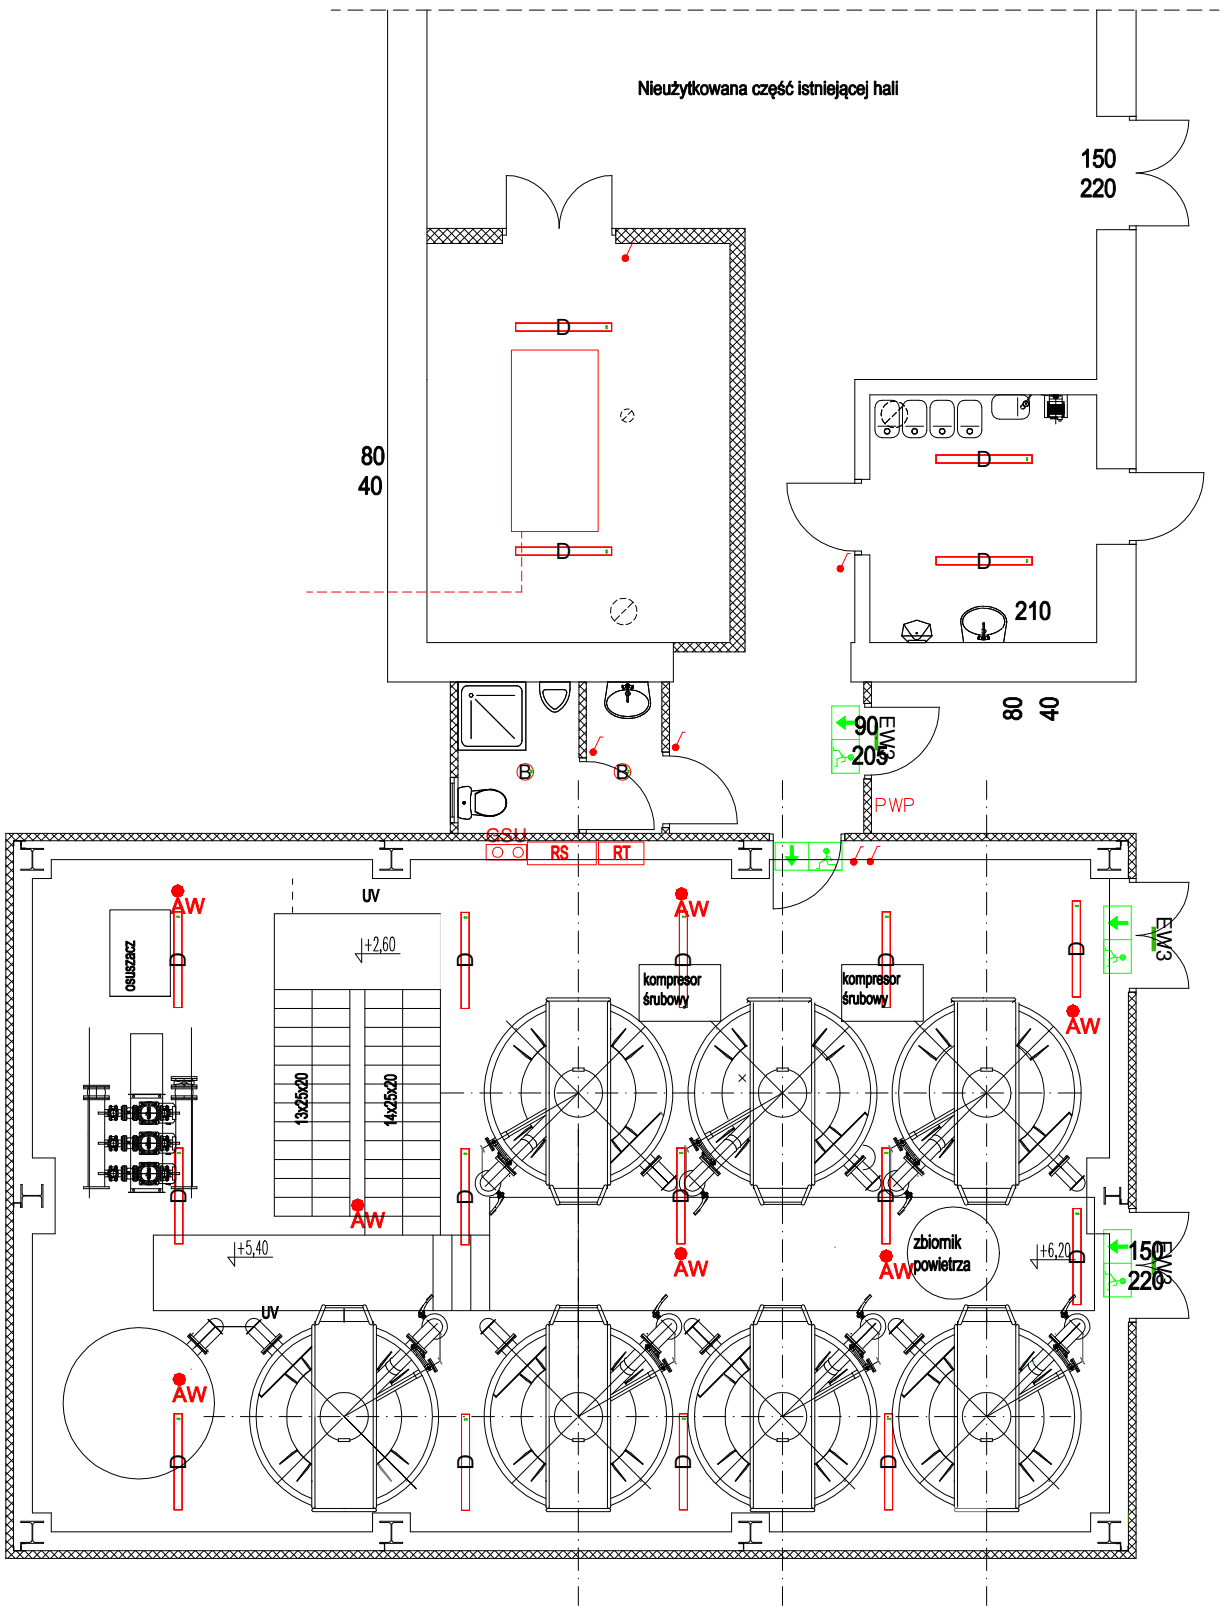 Nieużytkowana część istniejącej hali
150
220
D
D
80
40
D
D
210
80
40
90
205
B
B
PWP
GSU
RS
RT
UV
AW
AW
+2,60
osuszacz
D
D
D
D
D
EW3
kompresor
śrubowy
kompresor
śrubowy
AW
13x25x20
14x25x20
D
D
D
D
AW
+5,40
AW
AW
zbiornik
powietrza
+6,20
D
150
220
UV
AW
D
D
D
D